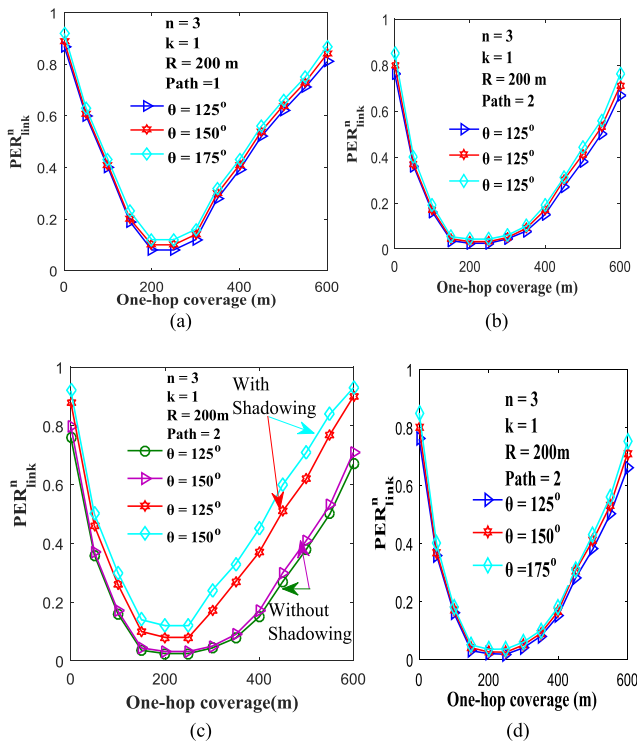 1
0.8
0.6
0.4
0.2
0
PER^n_link
n = 3
k = 1
R = 200 m
Path =1
θ = 125°
θ = 150°
θ = 175°
0 200 400 600
One-hop coverage (m)
(a)
1
0.8
0.6
0.4
0.2
0
PER^n_link
n = 3
k = 1
R = 200 m
Path = 2
θ = 125°
θ = 125°
θ = 125°
0 200 400 600
One-hop coverage (m)
(b)
1
0.8
0.6
0.4
0.2
0
PER^n_link
n = 3
k = 1
R = 200m
Path = 2
θ = 125°
θ = 150°
θ = 125°
θ = 150°
With
Shadowing
Without
Shadowing
0 200 400 600
One-hop coverage(m)
(c)
1
0.8
0.6
0.4
0.2
0
PER^n_link
n = 3
k = 1
R = 200m
Path = 2
θ = 125°
θ = 150°
θ =175°
0 200 400 600
One-hop coverage (m)
(d)